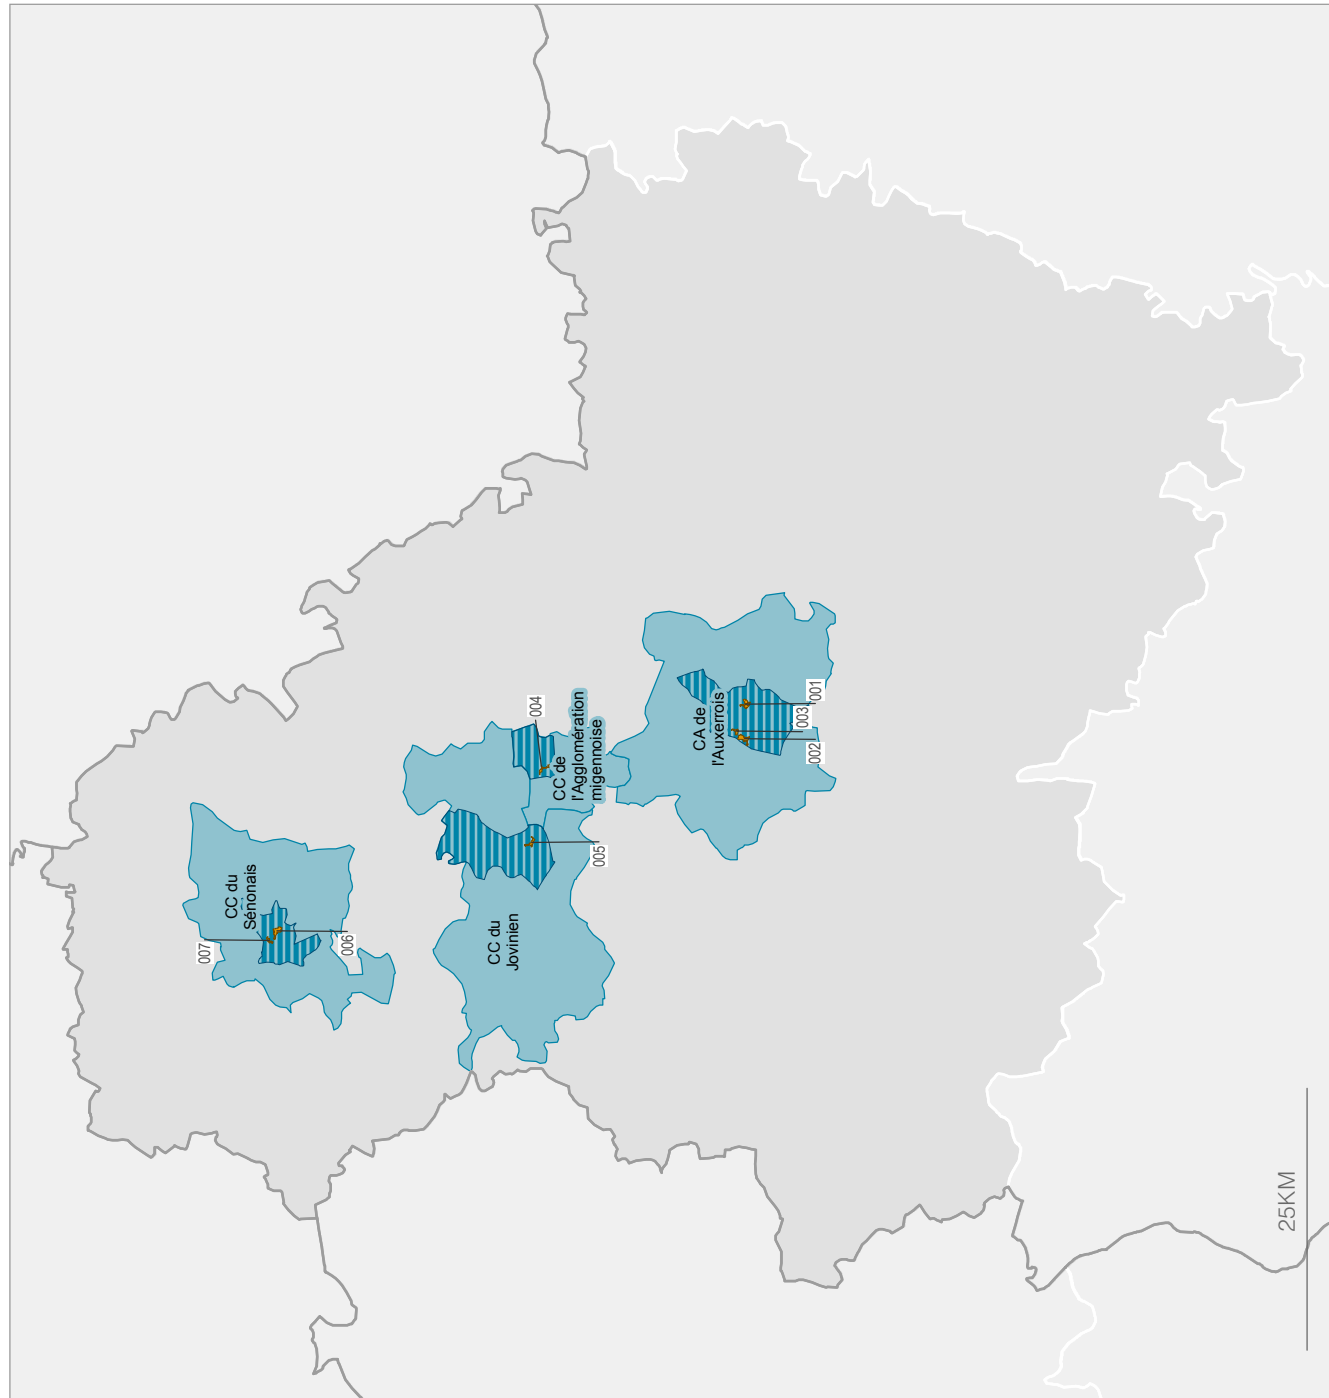 007
CC du
Sénonais
006
004
CC de
l'Agglomération
migennoise
005
CC du
Jovinien
CA de
l'Auxerrois
001
003
002
25KM